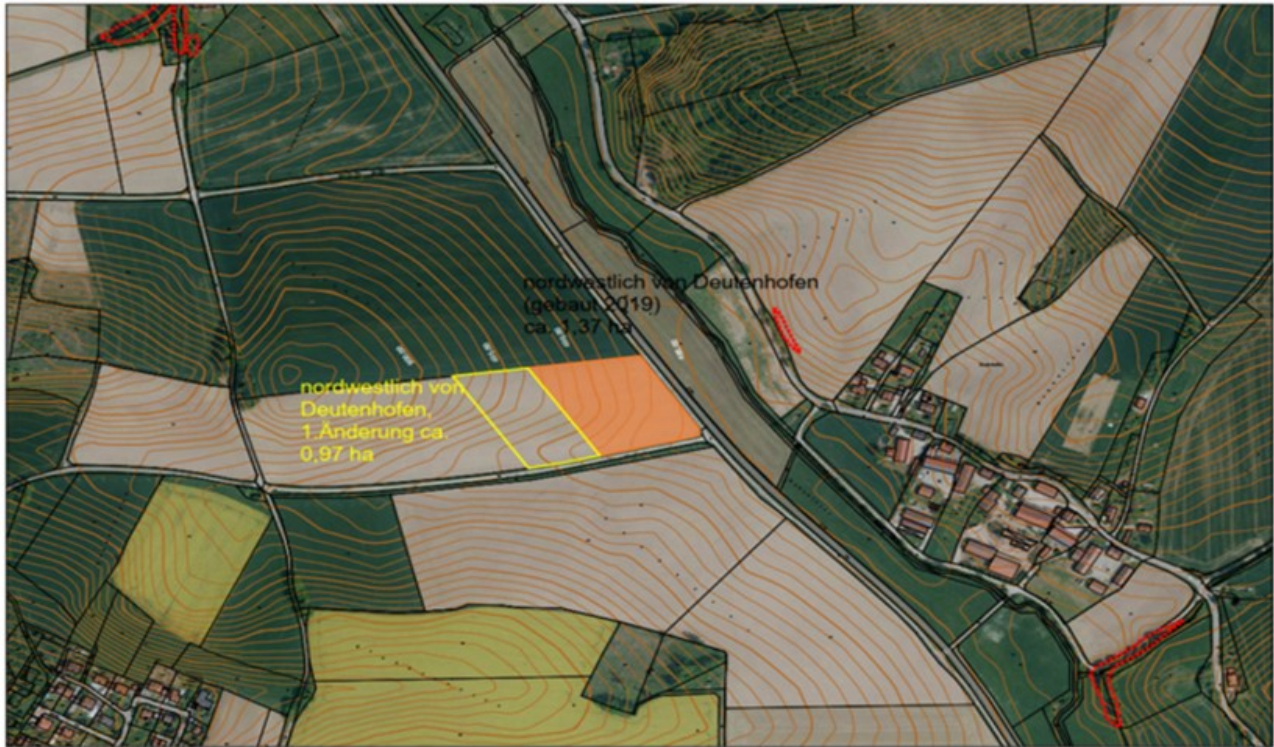 nordwestlich von Deutenhofen
(gebaut 2019)
ca. 1,37 ha
nordwestlich von
Deutenhofen,
1.Änderung ca.
0,97 ha